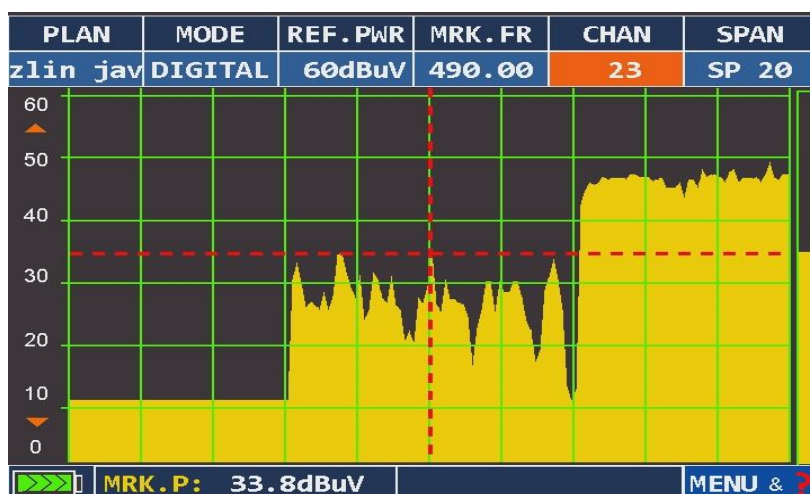 PLAN MODE REF.PWR MRK.FR CHAN SPAN
zlin jav DIGITAL 60dBuV 490.00 23 SP 20
60
50
40
30
20
10
0
MRK.P: 33.8dBuV MENU & ?